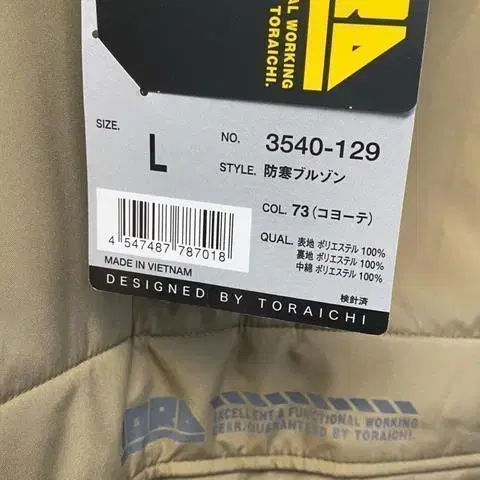 NAL WORKING
TORAICHI.
SIZE. L
NO. 3540-129
STYLE. 防寒ブルゾン
COL. 73(コヨーテ)
QUAL. 表地 ポリエステル 100%
裏地 ポリエステル 100%
中綿 ポリエステル 100%
4 547487 787018
MADE IN VIETNAM
検針済
DESIGNED BY TORAICHI
EXCELLENT & FUNCTIONAL WORKING
GEAR. GUARANTEED BY TORAICHI.